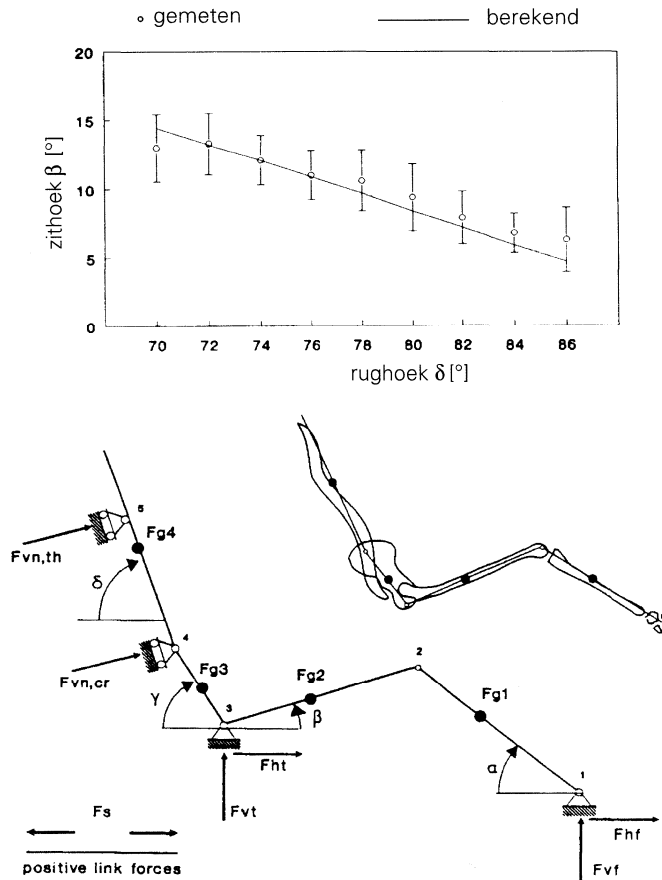 gemeten berekend
20
15
10
5
0
zithoek β [°]
70 72 74 76 78 80 82 84 86
rughoek δ [°]
5
Fg4
Fvn,th
δ
4
2
Fg3
Fg2
Fvn,cr
Fg1
γ
3
β
Fht
α
1
Fvt
Fs
Fhf
positive link forces
Fvf